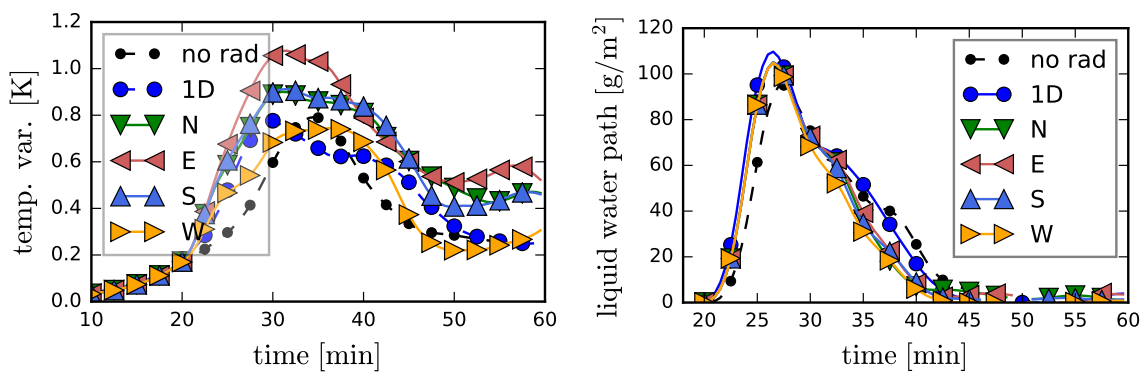 temp. var. [K]
1.2
1.0
0.8
0.6
0.4
0.2
0.0
no rad
1D
N
E
S
W
10 20 30 40 50 60
time [min]
liquid water path [g/m²]
120
100
80
60
40
20
0
no rad
1D
N
E
S
W
20 25 30 35 40 45 50 55 60
time [min]